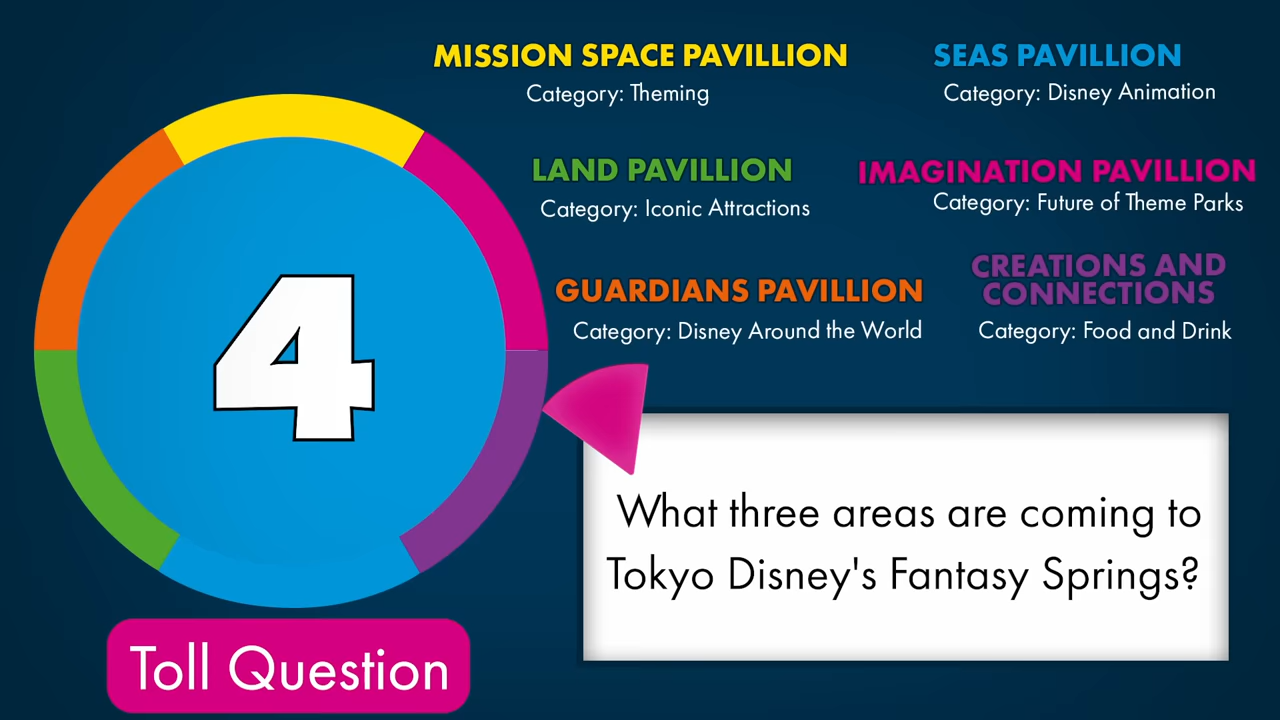 MISSION SPACE PAVILLION
Category: Theming
SEAS PAVILLION
Category: Disney Animation
LAND PAVILLION
Category: Iconic Attractions
IMAGINATION PAVILLION
Category: Future of Theme Parks
GUARDIANS PAVILLION
Category: Disney Around the World
CREATIONS AND
CONNECTIONS
Category: Food and Drink
4
What three areas are coming to
Tokyo Disney's Fantasy Springs?
Toll Question